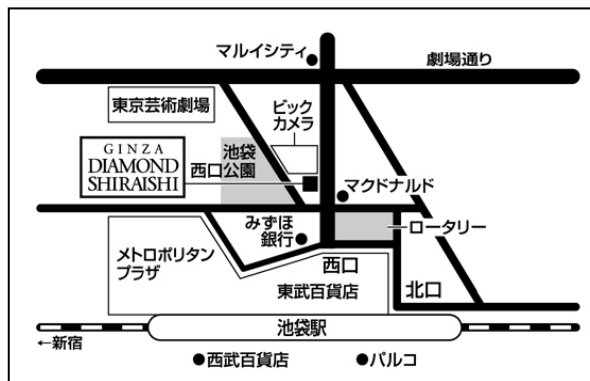 マルイシティ
劇場通り
東京芸術劇場
ビック
カメラ
GINZA
DIAMOND
SHIRAISHI
池袋
西口公園
マクドナルド
みずほ
銀行
ロータリー
メトロポリタン
プラザ
西口
東武百貨店
北口
池袋駅
←新宿
●西武百貨店
●パルコ